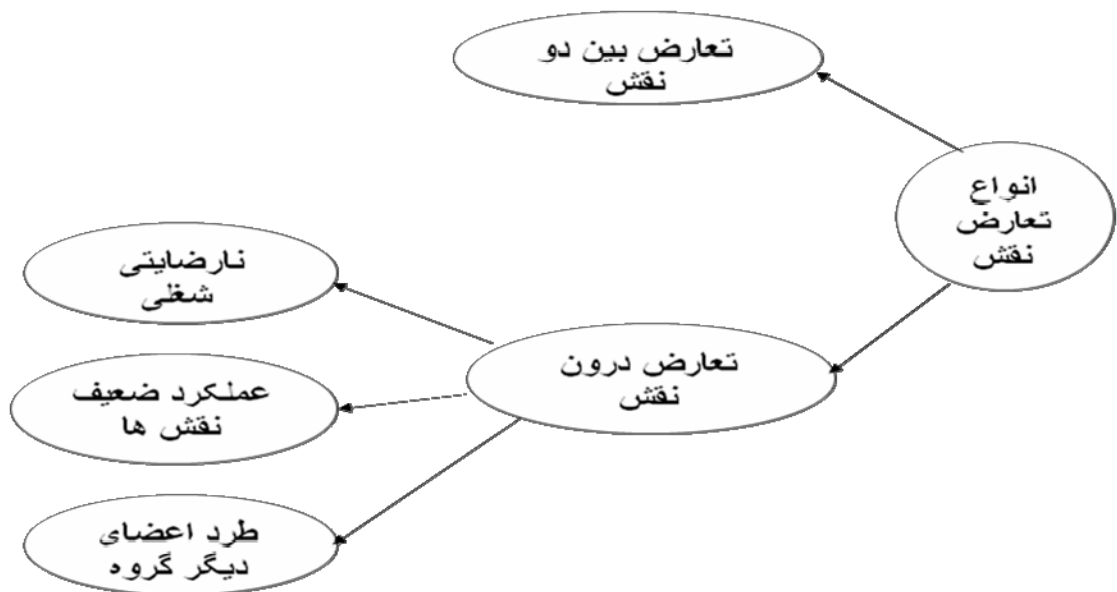 تعارض بین دو
نقش
انواع
تعارض
نقش
نارضایتی
شغلی
تعارض درون
نقش
عملکرد ضعیف
نقش ها
طرد اعضای
دیگر گروه